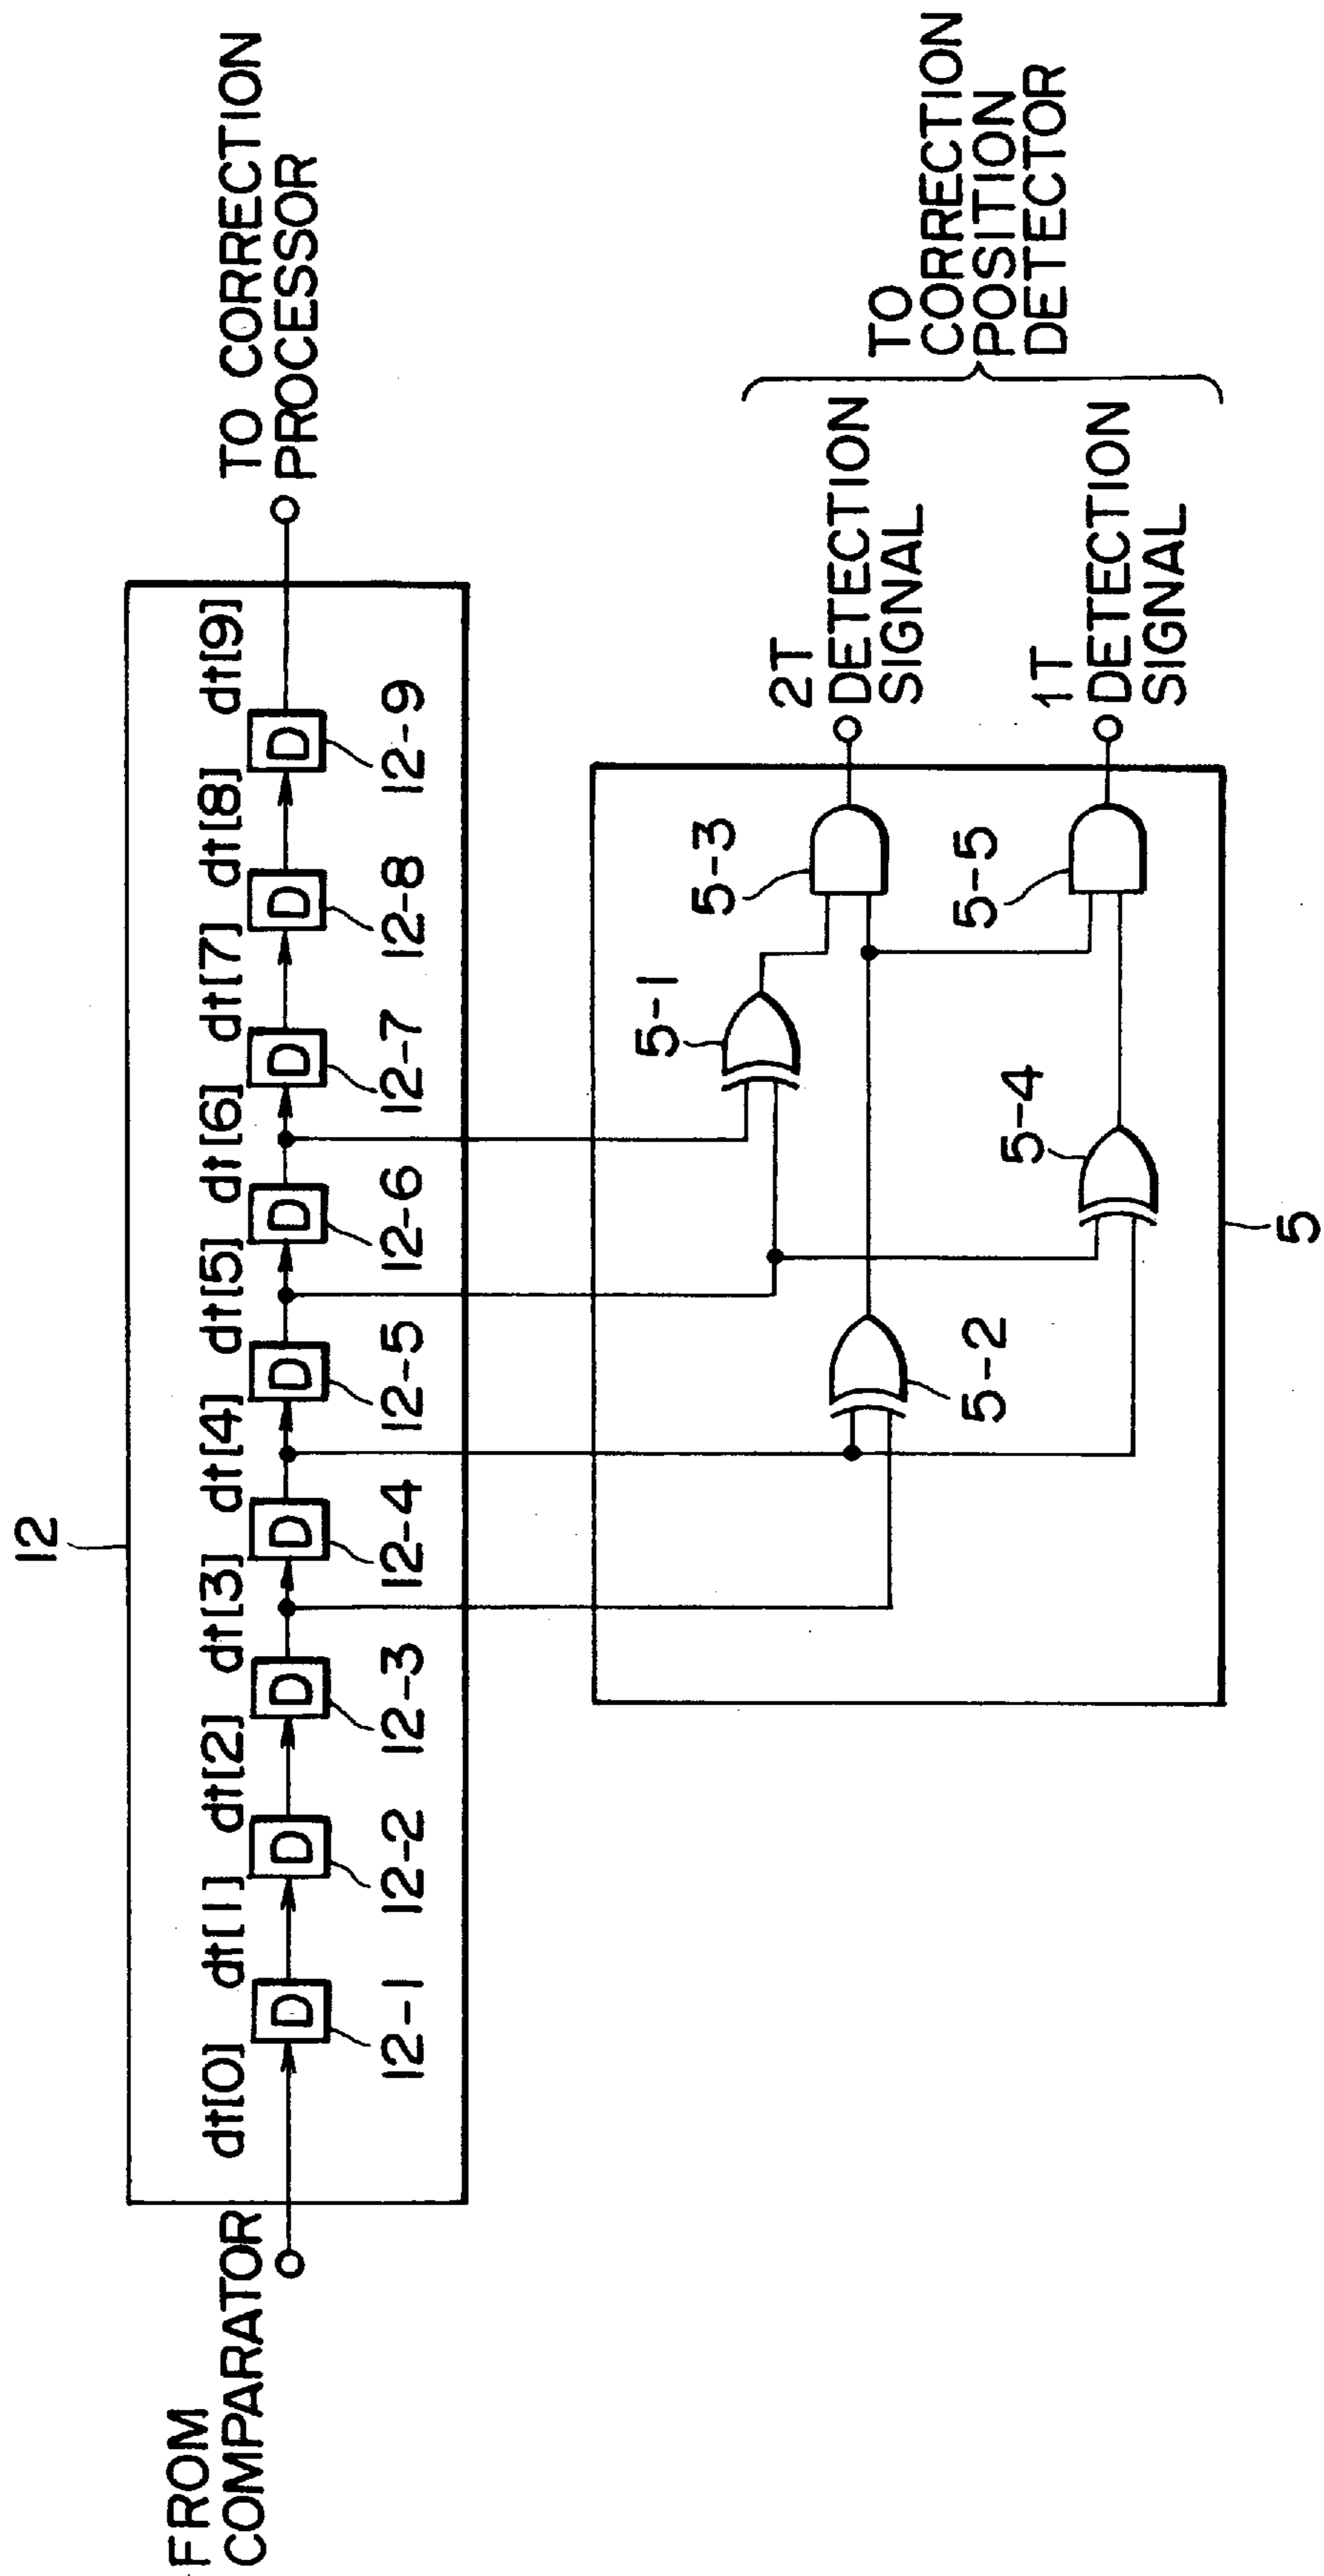 12
FROM
COMPARATOR
dt[0]
dt[1]
dt[2]
dt[3]
dt[4]
dt[5]
dt[6]
dt[7]
dt[8]
dt[9]
D
D
D
D
D
D
D
D
D
12-1
12-2
12-3
12-4
12-5
12-6
12-7
12-8
12-9
TO CORRECTION
PROCESSOR
5-1
5-2
5-3
5-4
5-5
5
2T
DETECTION
SIGNAL
1T
DETECTION
SIGNAL
TO
CORRECTION
POSITION
DETECTOR